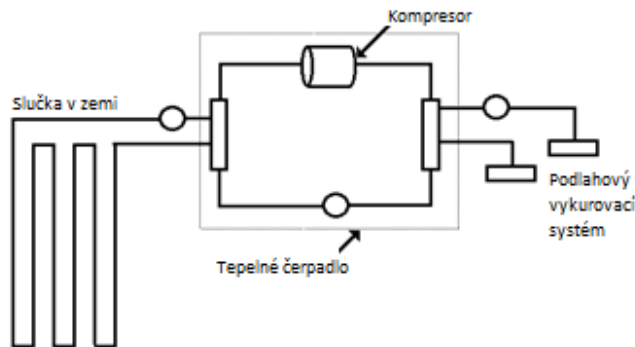 Kompresor
Slučka v zemi
Podlahový
vykurovací
systém
Tepelné čerpadlo